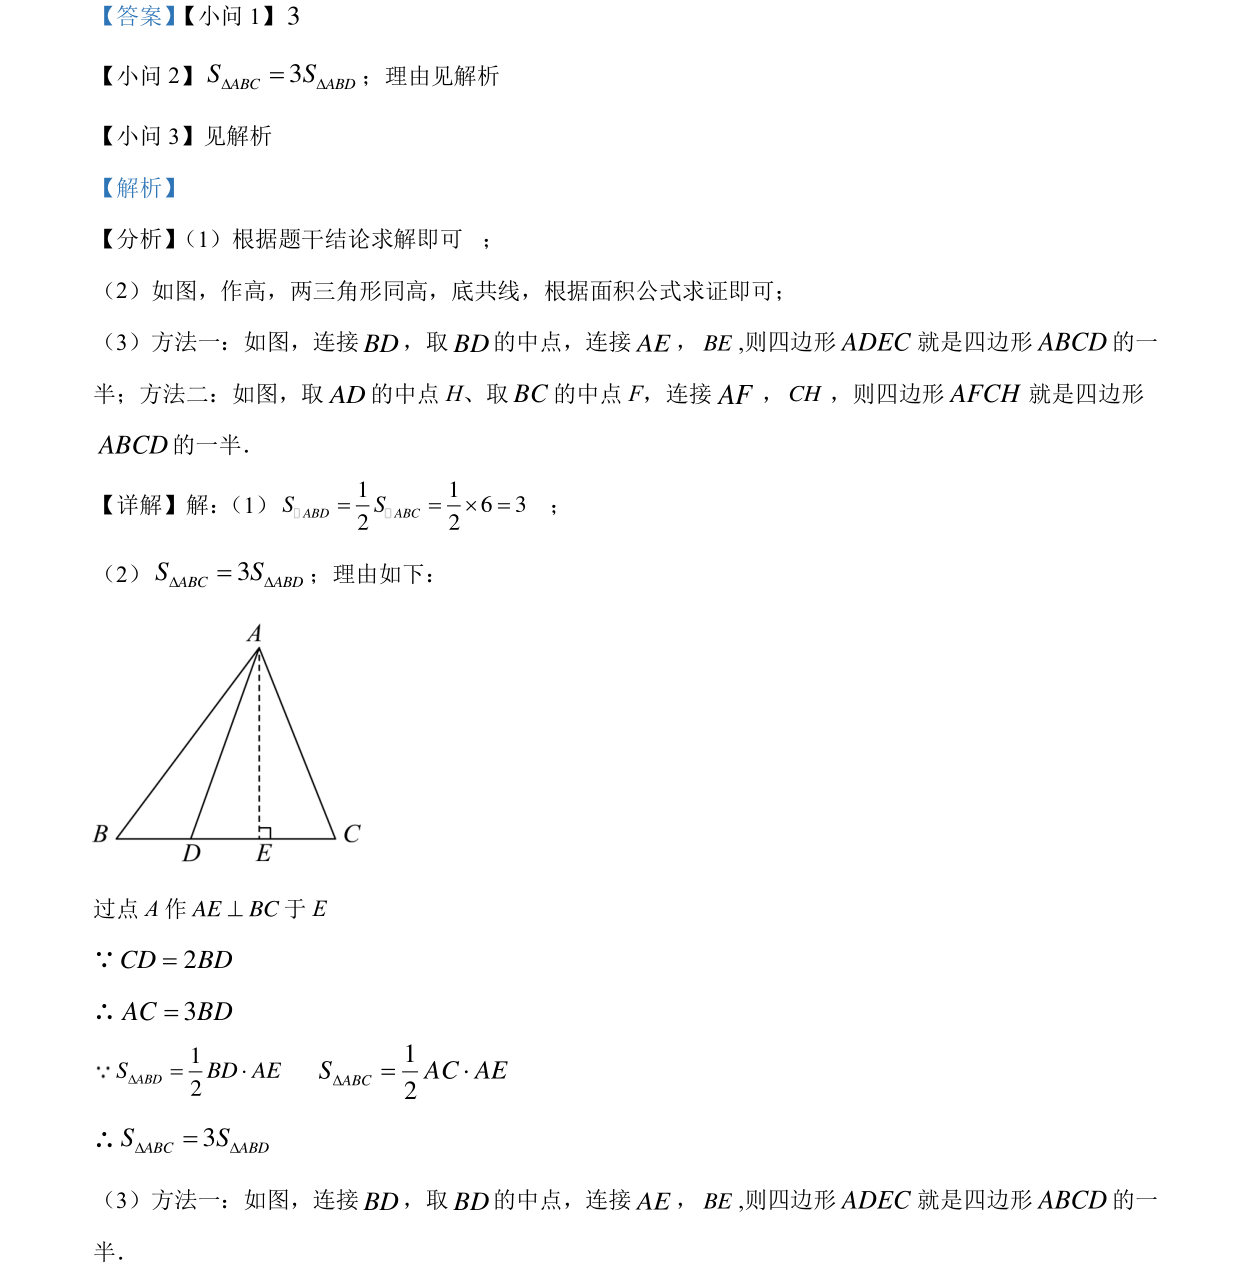 【答案】【小问 1】3
【小问 2】S△ABC = 3S△ABD；理由见解析
【小问 3】见解析
【解析】
【分析】（1）根据题干结论求解即可 ；
（2）如图，作高，两三角形同高，底共线，根据面积公式求证即可；
（3）方法一：如图，连接 BD，取 BD 的中点，连接 AE，BE ,则四边形 ADEC 就是四边形 ABCD 的一
半；方法二：如图，取 AD 的中点 H、取 BC 的中点 F，连接 AF，CH，则四边形 AFCH 就是四边形
ABCD 的一半．
【详解】解：（1）S□ABD = 1/2 S□ABC = 1/2 × 6 = 3 ；
（2）S△ABC = 3S△ABD；理由如下：
A
B
C
D
E
过点 A 作 AE ⊥ BC 于 E
∵ CD = 2BD
∴ AC = 3BD
∵ S△ABD = 1/2 BD · AE S△ABC = 1/2 AC · AE
∴ S△ABC = 3S△ABD
（3）方法一：如图，连接 BD，取 BD 的中点，连接 AE，BE ,则四边形 ADEC 就是四边形 ABCD 的一
半．